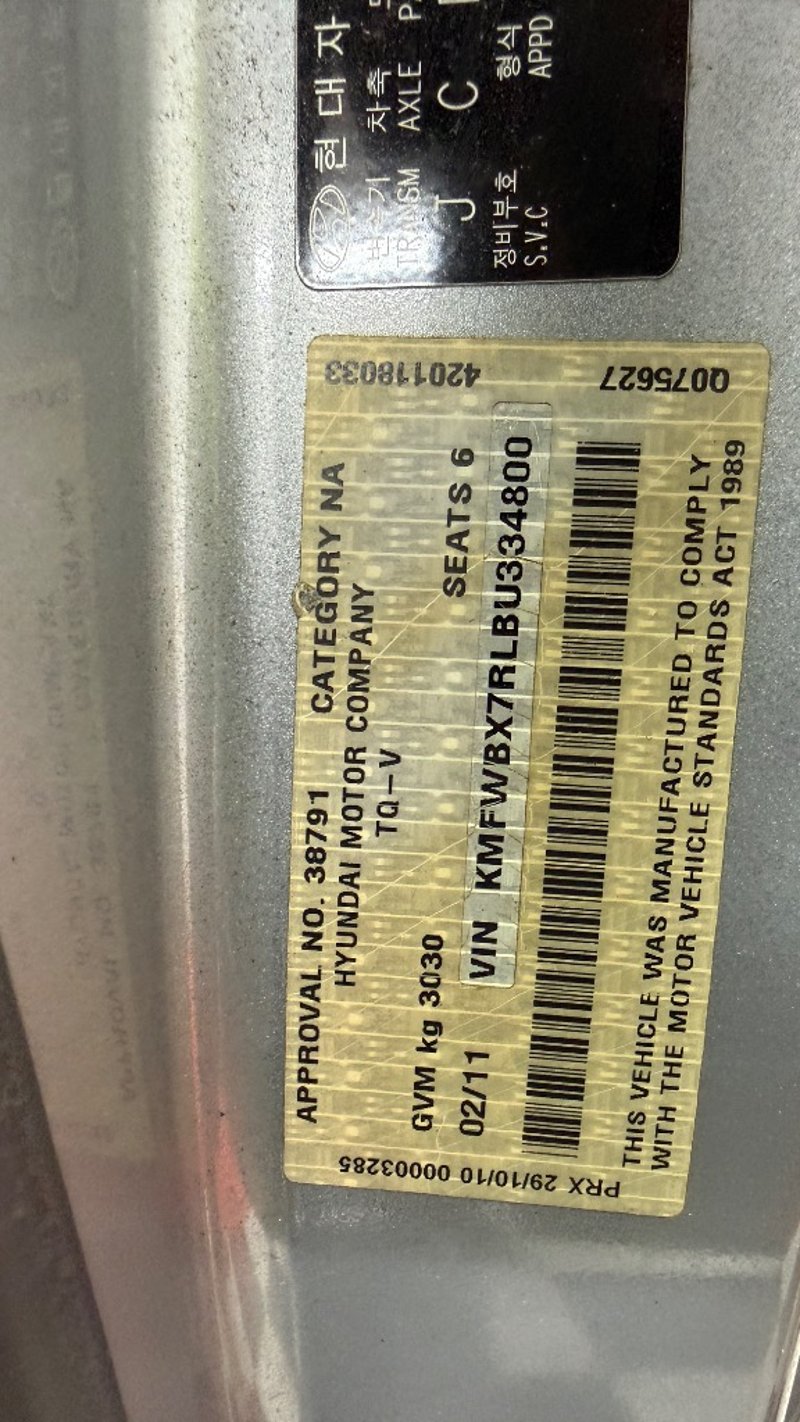 현대자
변속기 차축
TRANSM AXLE
J C
정비부호 형식
S.V.C APPD
420118033
Q075627
APPROVAL NO. 38791 CATEGORY NA
HYUNDAI MOTOR COMPANY
TQ-V
GVM kg 3030 SEATS 6
02/11 VIN KMFWBX7RLBU334800
THIS VEHICLE WAS MANUFACTURED TO COMPLY
WITH THE MOTOR VEHICLE STANDARDS ACT 1989
PRX 29/10/10 00003285